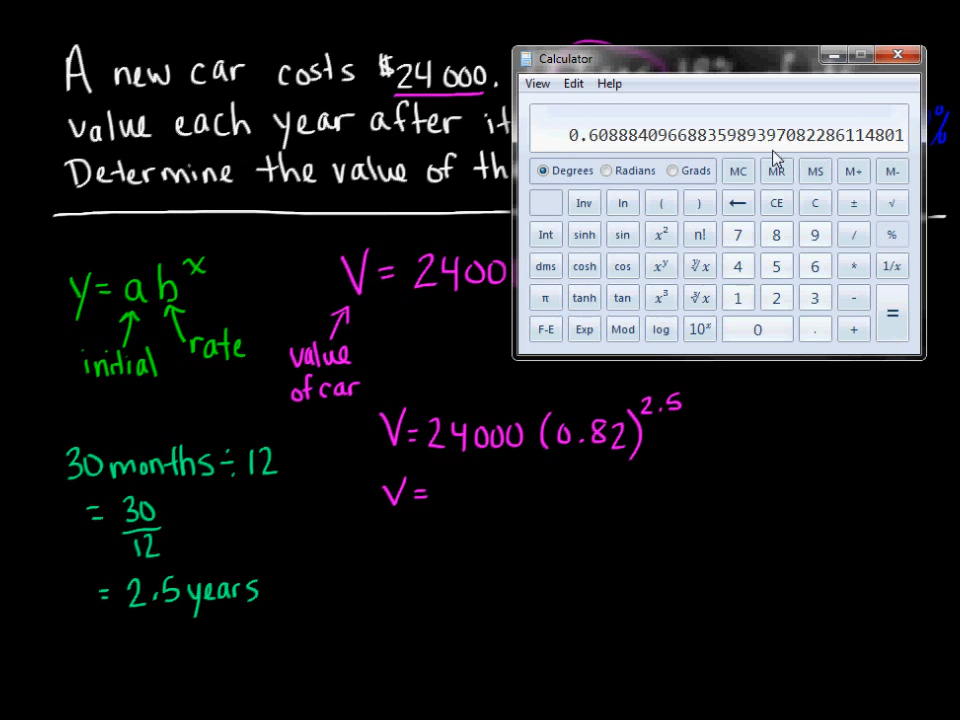 A new car costs $24000.
value each year after it
%
Determine the value of th
Calculator
View Edit Help
0.60888409668835989397082286114801
Degrees Radians Grads MC MR MS M+ M-
Inv ln ( ) ← CE C ± √
Int sinh sin x² n! 7 8 9 / %
dms cosh cos xʸ ʸ√x 4 5 6 * 1/x
π tanh tan x³ ³√x 1 2 3 - =
F-E Exp Mod log 10ˣ 0 . +
y = a b^x
initial
rate
V = 2400
value
of car
V = 24000 (0.82)^2.5
V =
30 months ÷ 12
= 30/12
= 2.5 years